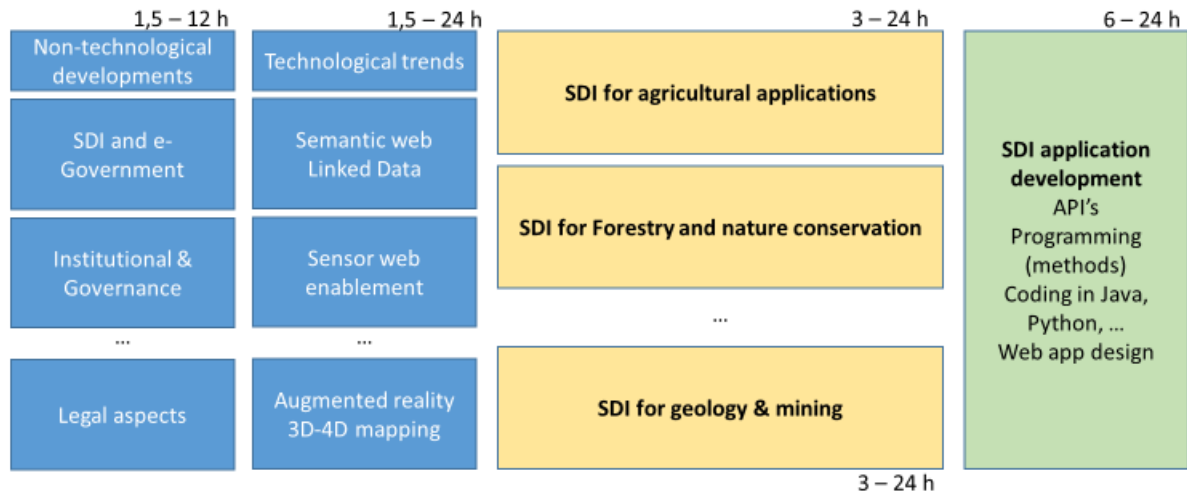 1,5 – 12 h
Non-technological
developments
SDI and e-
Government
Institutional &
Governance
...
Legal aspects
1,5 – 24 h
Technological trends
Semantic web
Linked Data
Sensor web
enablement
...
Augmented reality
3D-4D mapping
3 – 24 h
SDI for agricultural applications
SDI for Forestry and nature conservation
...
SDI for geology & mining
3 – 24 h
6 – 24 h
SDI application
development
API's
Programming
(methods)
Coding in Java,
Python, ...
Web app design